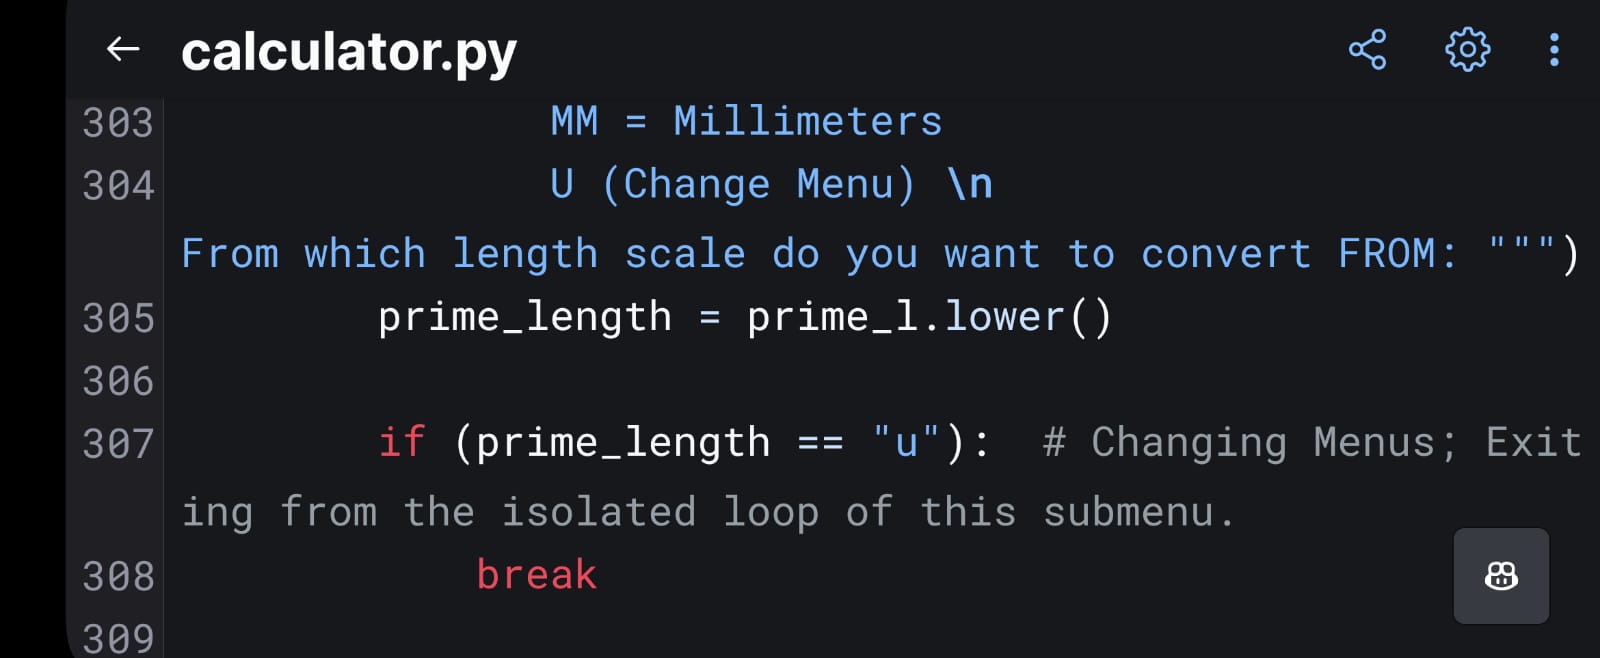 calculator.py
303 MM = Millimeters
304 U (Change Menu) \n
From which length scale do you want to convert FROM: """)
305 prime_length = prime_l.lower()
306
307 if (prime_length == "u"):  # Changing Menus; Exit
ing from the isolated loop of this submenu.
308 break
309